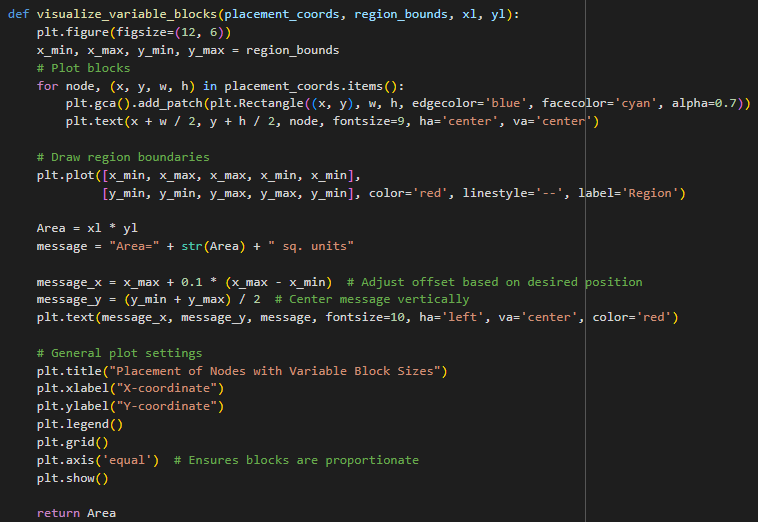 def visualize_variable_blocks(placement_coords, region_bounds, xl, yl):
    plt.figure(figsize=(12, 6))
    x_min, x_max, y_min, y_max = region_bounds
    # Plot blocks
    for node, (x, y, w, h) in placement_coords.items():
        plt.gca().add_patch(plt.Rectangle((x, y), w, h, edgecolor='blue', facecolor='cyan', alpha=0.7))
        plt.text(x + w / 2, y + h / 2, node, fontsize=9, ha='center', va='center')
    # Draw region boundaries
    plt.plot([x_min, x_max, x_max, x_min, x_min],
             [y_min, y_min, y_max, y_max, y_min], color='red', linestyle='--', label='Region')
    Area = xl * yl
    message = "Area=" + str(Area) + " sq. units"
    message_x = x_max + 0.1 * (x_max - x_min)  # Adjust offset based on desired position
    message_y = (y_min + y_max) / 2  # Center message vertically
    plt.text(message_x, message_y, message, fontsize=10, ha='left', va='center', color='red')
    # General plot settings
    plt.title("Placement of Nodes with Variable Block Sizes")
    plt.xlabel("X-coordinate")
    plt.ylabel("Y-coordinate")
    plt.legend()
    plt.grid()
    plt.axis('equal')  # Ensures blocks are proportionate
    plt.show()
    return Area